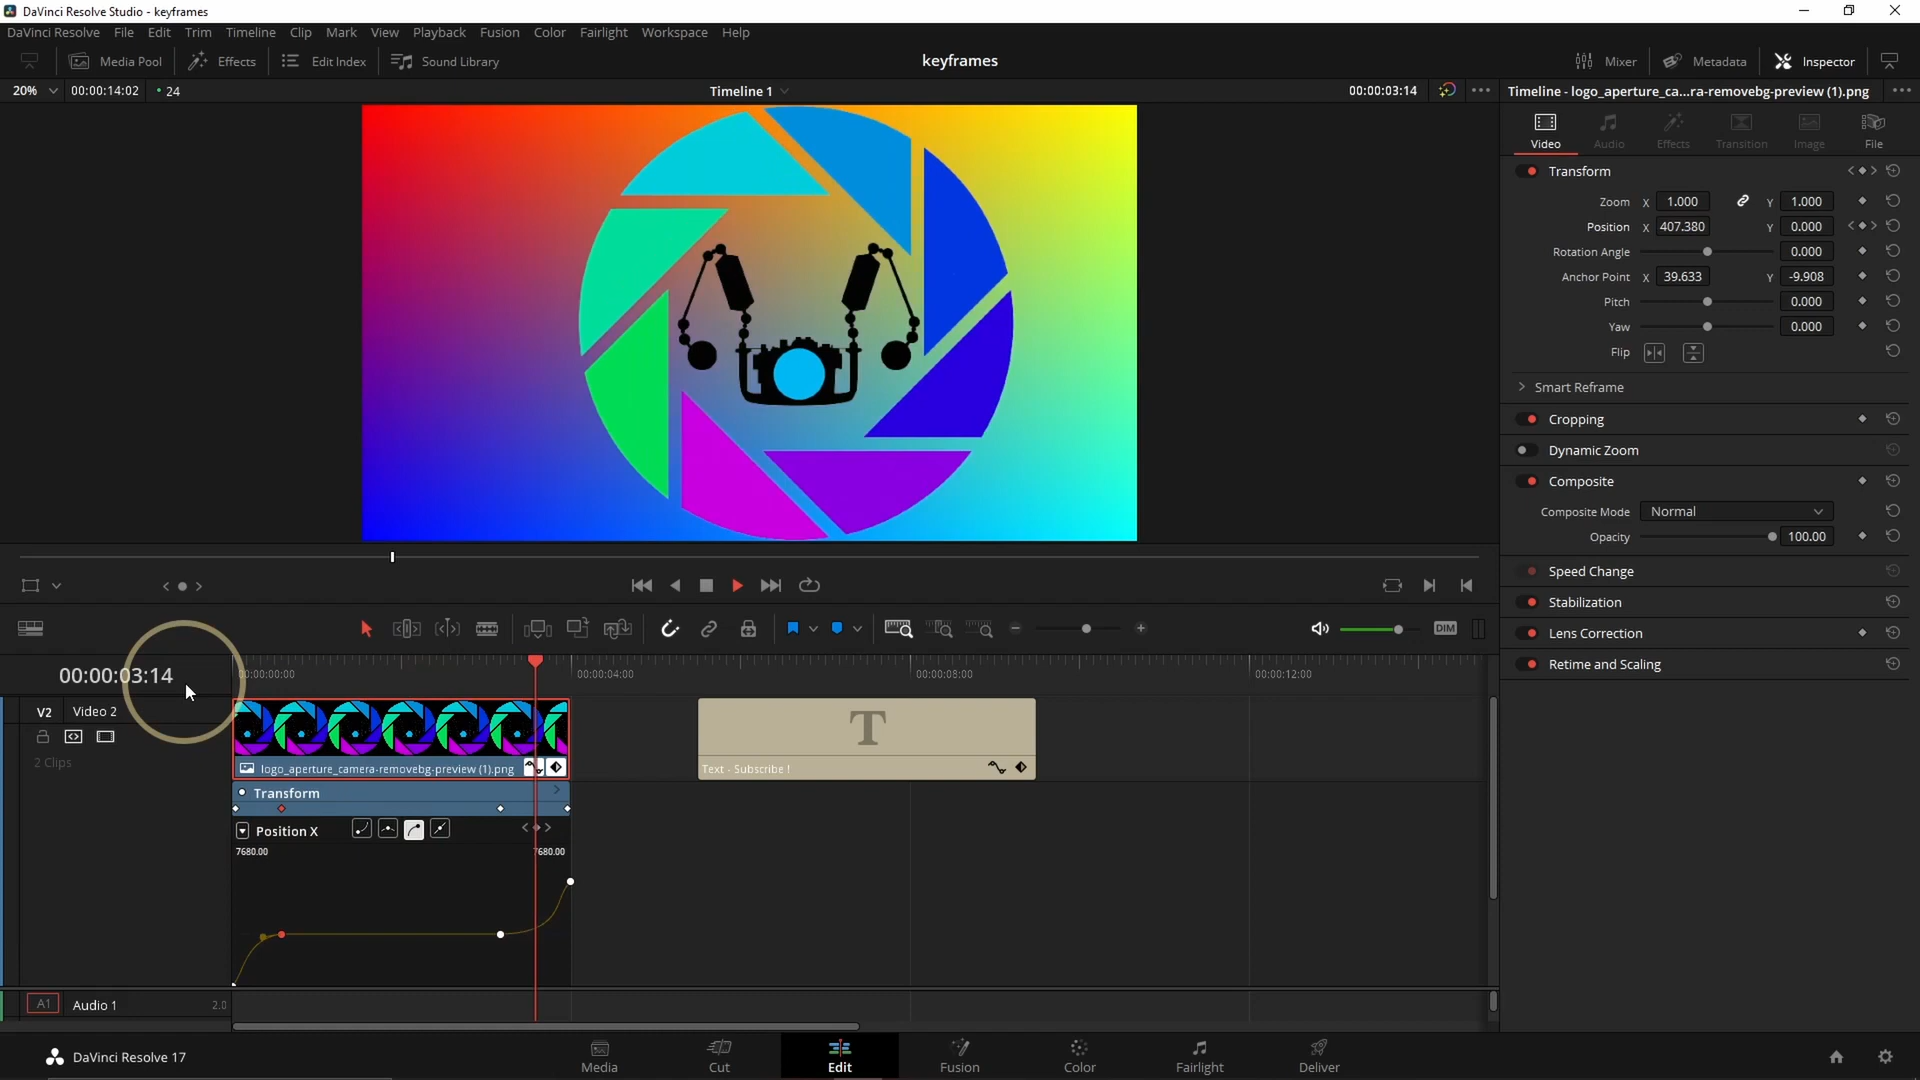 DaVinci Resolve Studio - keyframes
DaVinci Resolve File Edit Trim Timeline Clip Mark View Playback Fusion Color Fairlight Workspace Help
Media Pool Effects Edit Index Sound Library keyframes Mixer Metadata Inspector
20% 00:00:14:02 24 Timeline 1 00:00:03:14 Timeline - logo_aperture_ca...ra-removebg-preview (1).png
Video Audio Effects Transition Image File
Transform
Zoom X 1.000 Y 1.000
Position X 407.380 Y 0.000
Rotation Angle 0.000
Anchor Point X 39.633 Y -9.908
Pitch 0.000
Yaw 0.000
Flip
Smart Reframe
Cropping
Dynamic Zoom
Composite
Composite Mode Normal
Opacity 100.00
Speed Change
Stabilization
Lens Correction
Retime and Scaling
DIM
00:00:03:14 00:00:00:00 00:00:04:00 00:00:08:00 00:00:12:00
V2 Video 2
2 Clips
T
logo_aperture_camera-removebg-preview (1).png
Text - Subscribe !
Transform
Position X
7680.00 7680.00
A1 Audio 1 2.0
DaVinci Resolve 17
Media Cut Edit Fusion Color Fairlight Deliver